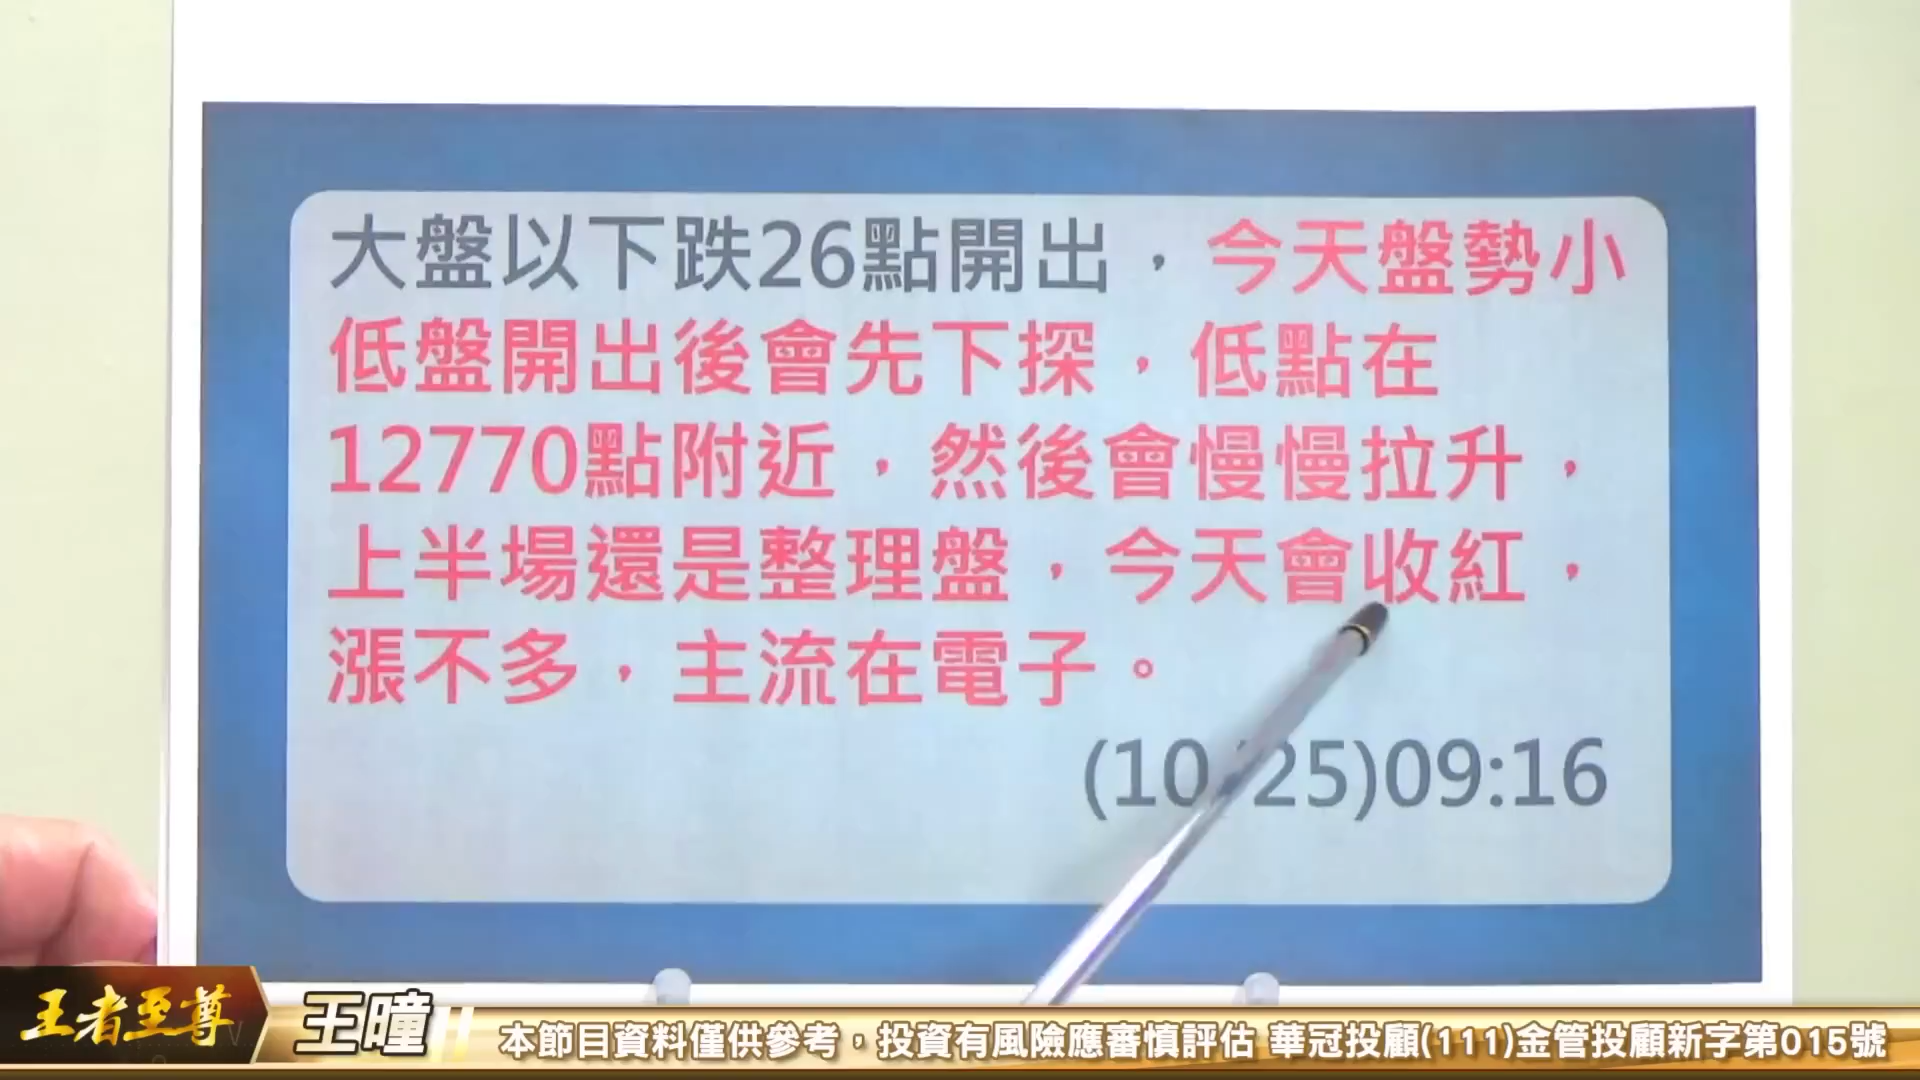 大盤以下跌26點開出，今天盤勢小
低盤開出後會先下探，低點在
12770點附近，然後會慢慢拉升，
上半場還是整理盤，今天會收紅，
漲不多，主流在電子。
(10/25)09:16
王者至尊
王曈
本節目資料僅供參考，投資有風險應審慎評估 華冠投顧(111)金管投顧新字第015號